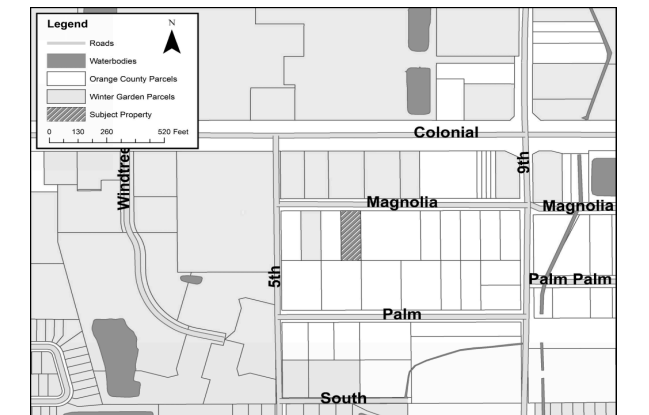 Legend
N
Roads
Waterbodies
Orange County Parcels
Winter Garden Parcels
Subject Property
0 130 260 520 Feet
Colonial
Windtree
9th
Magnolia
Magnolia
5th
Palm Palm
Palm
South